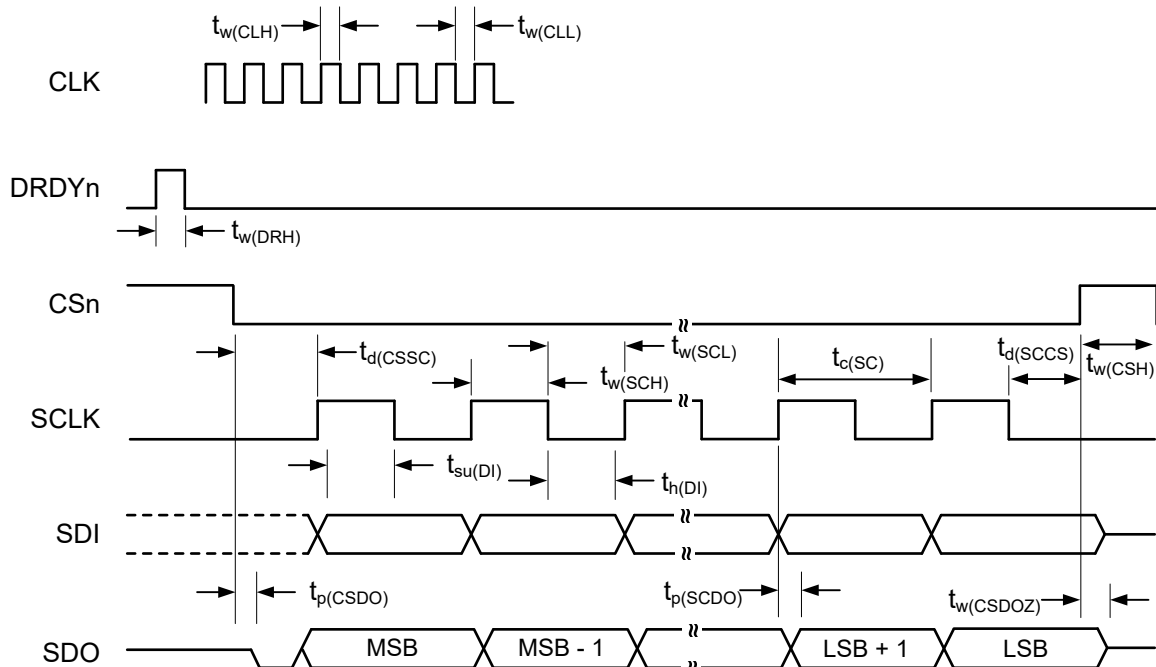 tw(CLH)
tw(CLL)
CLK
DRDYn
tw(DRH)
CSn
td(CSSC)
tw(SCL)
tc(SC)
td(SCCS)
tw(CSH)
tw(SCH)
SCLK
tsu(DI)
th(DI)
SDI
tp(CSDO)
tp(SCDO)
tw(CSDOZ)
SDO
MSB
MSB - 1
LSB + 1
LSB